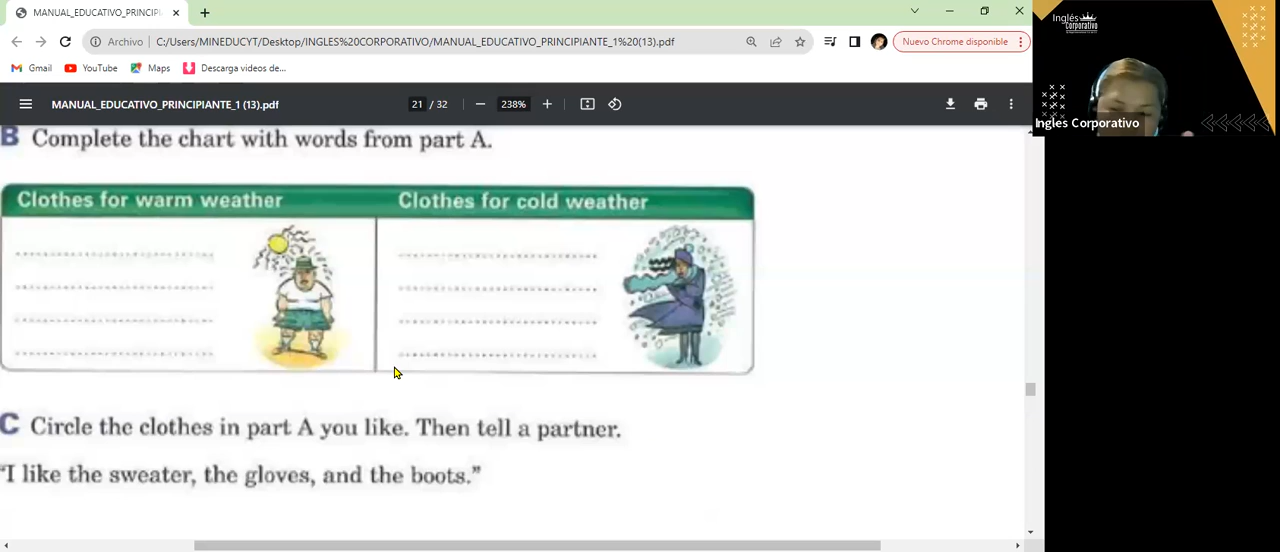 MANUAL_EDUCATIVO_PRINCIPI
Archivo
C:/Users/MINEDUCYT/Desktop/INGLES%20CORPORATIVO/MANUAL_EDUCATIVO_PRINCIPIANTE_1%20(13).pdf
Nuevo Chrome disponible
Gmail
YouTube
Maps
Descarga videos de...
MANUAL_EDUCATIVO_PRINCIPIANTE_1 (13).pdf
21 / 32
238%
B Complete the chart with words from part A.
Clothes for warm weather
Clothes for cold weather
C Circle the clothes in part A you like. Then tell a partner.
"I like the sweater, the gloves, and the boots."
Inglés
Corporativo
Ingles Corporativo